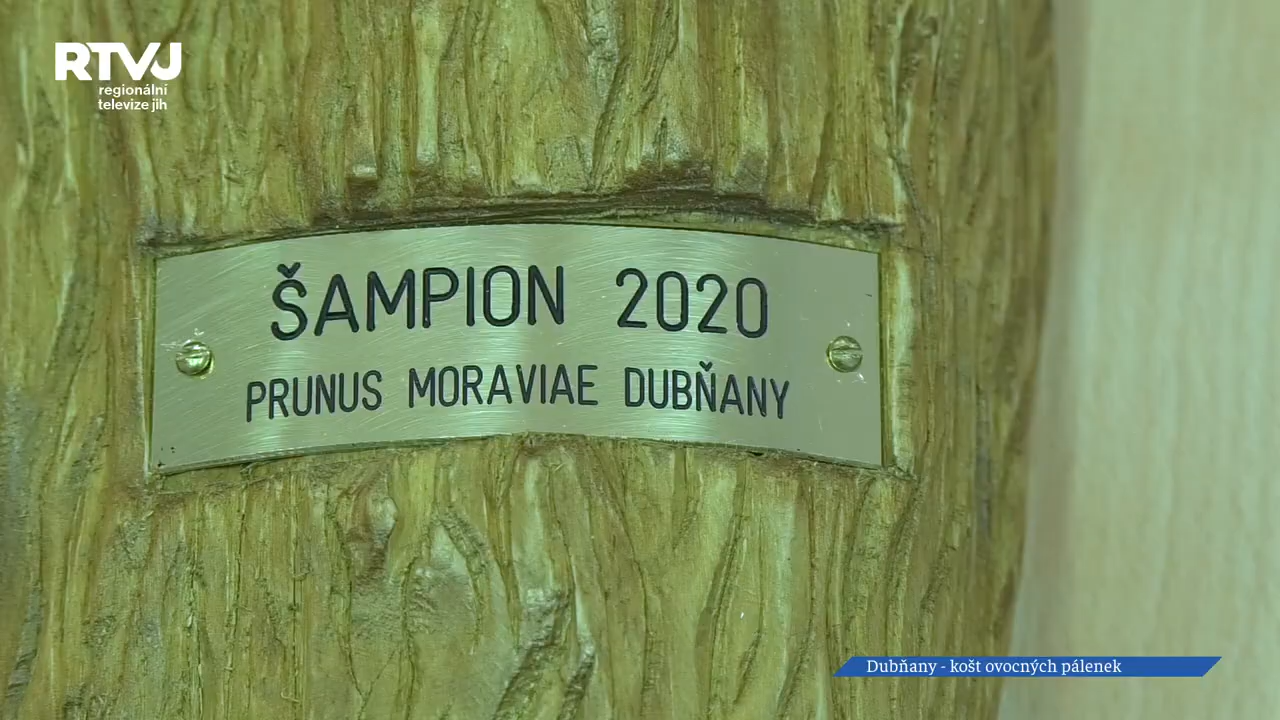 RTVJ
regionální
televize jih
ŠAMPION 2020
PRUNUS MORAVIAE DUBŇANY
Dubňany - košt ovocných pálenek